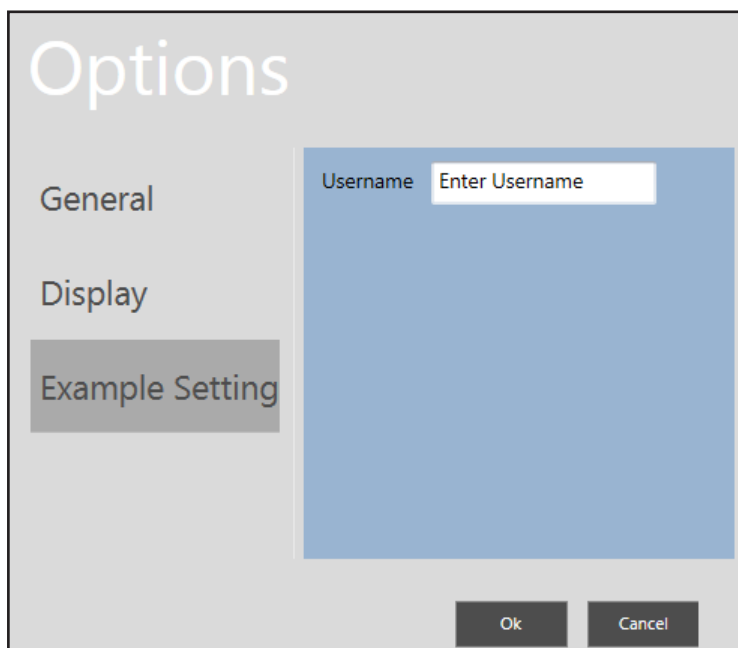 Options
General
Display
Example Setting
Username Enter Username
Ok Cancel